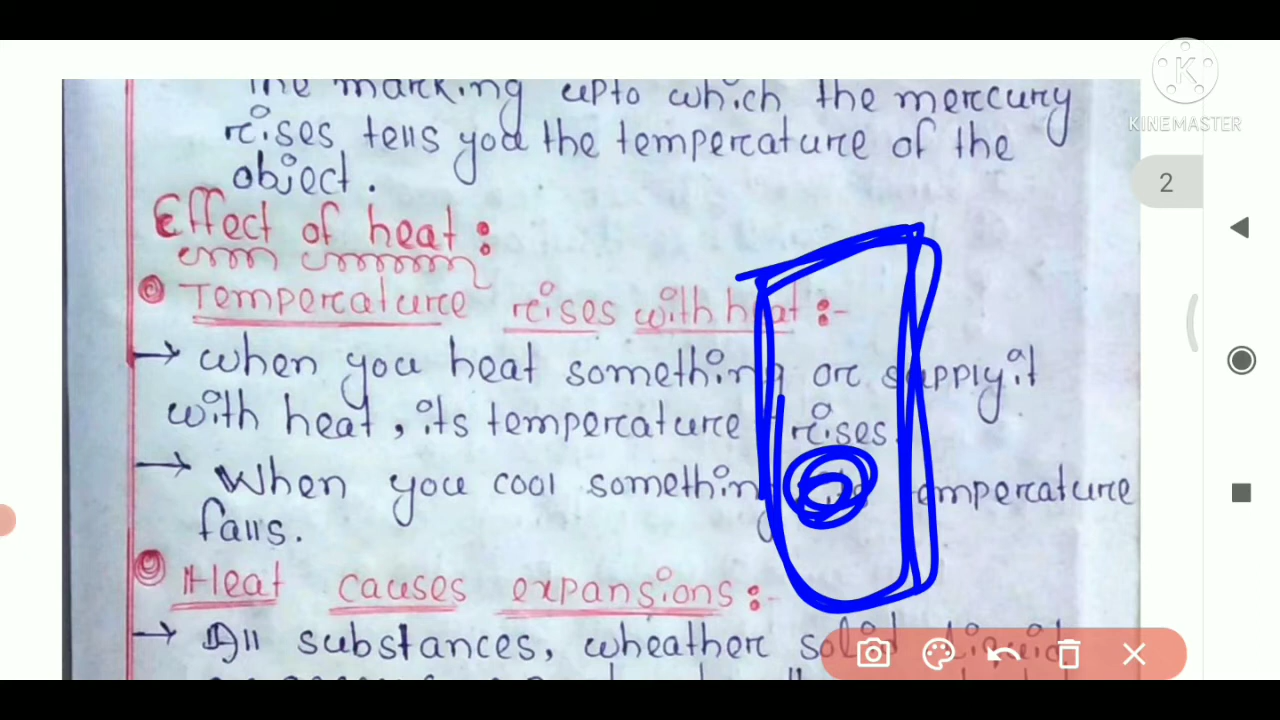 the marking upto which the mercury
rises tells you the temperature of the
object.
Effect of heat:
Temperature rises with heat :-
→ When you heat something or supply it
with heat, its temperature rises.
→ When you cool something temperature
falls.
Heat causes expansions :-
→ All substances, wheather solid liquid
KINEMASTER
2